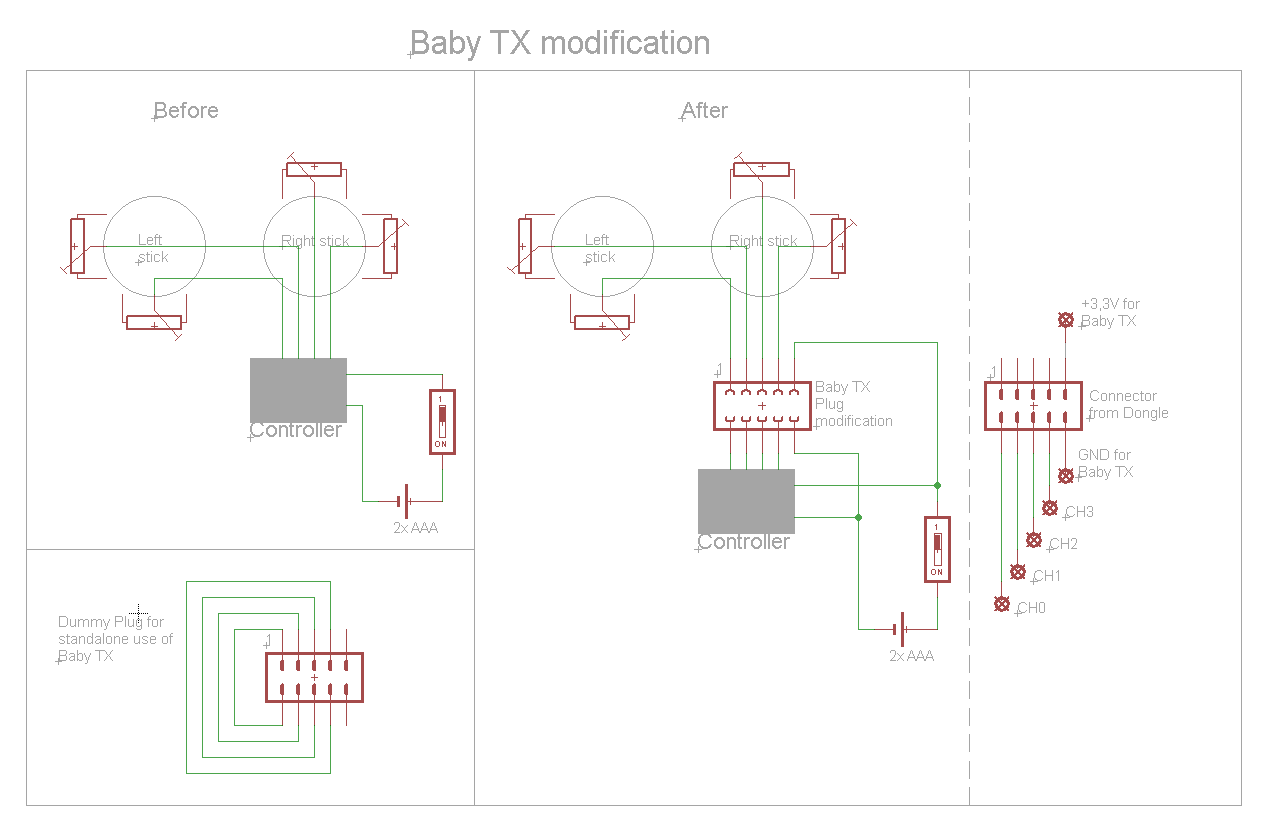 Baby TX modification
Before
Left
stick
Right stick
Controller
1
ON
2x AAA
Dummy Plug for
standalone use of
Baby TX
1
After
Left
stick
Right stick
1
Baby TX
Plug
modification
Controller
1
ON
2x AAA
+3,3V for
Baby TX
1
Connector
from Dongle
GND for
Baby TX
CH3
CH2
CH1
CH0